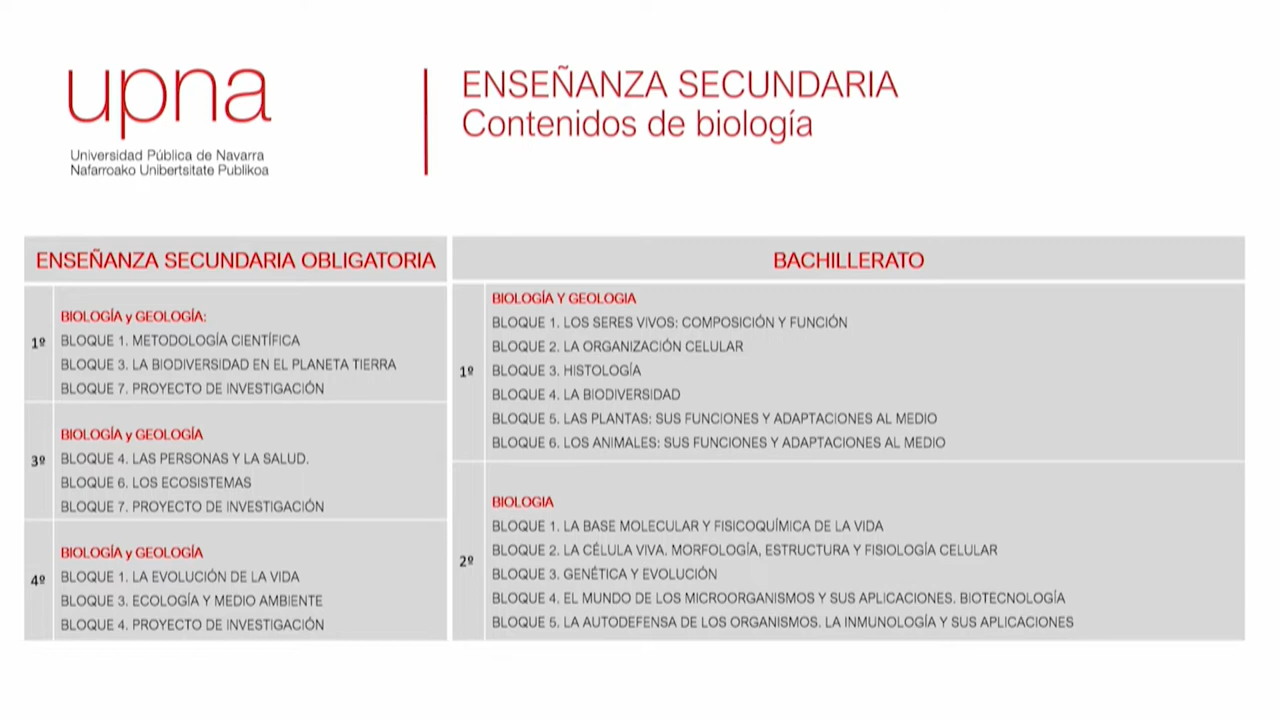 upna
Universidad Pública de Navarra
Nafarroako Unibertsitate Publikoa
ENSEÑANZA SECUNDARIA
Contenidos de biología
ENSEÑANZA SECUNDARIA OBLIGATORIA
1º
BIOLOGÍA y GEOLOGÍA:
BLOQUE 1. METODOLOGÍA CIENTÍFICA
BLOQUE 3. LA BIODIVERSIDAD EN EL PLANETA TIERRA
BLOQUE 7. PROYECTO DE INVESTIGACIÓN
3º
BIOLOGÍA y GEOLOGÍA
BLOQUE 4. LAS PERSONAS Y LA SALUD.
BLOQUE 6. LOS ECOSISTEMAS
BLOQUE 7. PROYECTO DE INVESTIGACIÓN
4º
BIOLOGÍA y GEOLOGÍA
BLOQUE 1. LA EVOLUCIÓN DE LA VIDA
BLOQUE 3. ECOLOGÍA Y MEDIO AMBIENTE
BLOQUE 4. PROYECTO DE INVESTIGACIÓN
BACHILLERATO
1º
BIOLOGÍA Y GEOLOGIA
BLOQUE 1. LOS SERES VIVOS: COMPOSICIÓN Y FUNCIÓN
BLOQUE 2. LA ORGANIZACIÓN CELULAR
BLOQUE 3. HISTOLOGÍA
BLOQUE 4. LA BIODIVERSIDAD
BLOQUE 5. LAS PLANTAS: SUS FUNCIONES Y ADAPTACIONES AL MEDIO
BLOQUE 6. LOS ANIMALES: SUS FUNCIONES Y ADAPTACIONES AL MEDIO
2º
BIOLOGIA
BLOQUE 1. LA BASE MOLECULAR Y FISICOQUÍMICA DE LA VIDA
BLOQUE 2. LA CÉLULA VIVA. MORFOLOGÍA, ESTRUCTURA Y FISIOLOGÍA CELULAR
BLOQUE 3. GENÉTICA Y EVOLUCIÓN
BLOQUE 4. EL MUNDO DE LOS MICROORGANISMOS Y SUS APLICACIONES. BIOTECNOLOGÍA
BLOQUE 5. LA AUTODEFENSA DE LOS ORGANISMOS. LA INMUNOLOGÍA Y SUS APLICACIONES